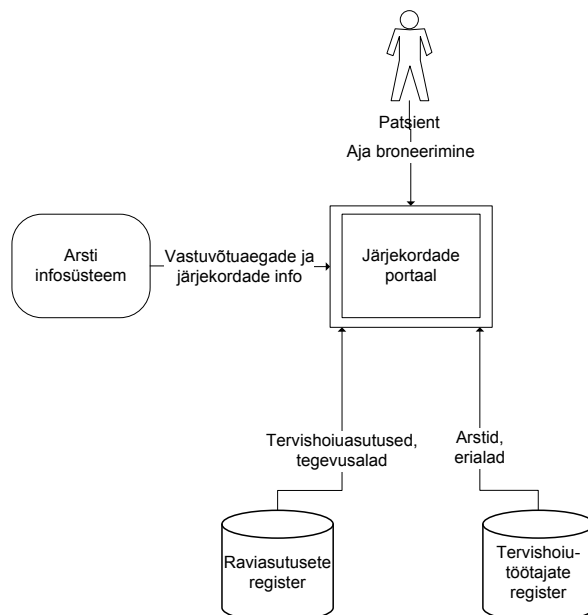 Patsient
Aja broneerimine
Arsti
infosüsteem
Vastuvõtuaegade ja
järjekordade info
Järjekordade
portaal
Tervishoiuasutused,
tegevusalad
Arstid,
erialad
Raviasutusete
register
Tervishoiu-
töötajate
register